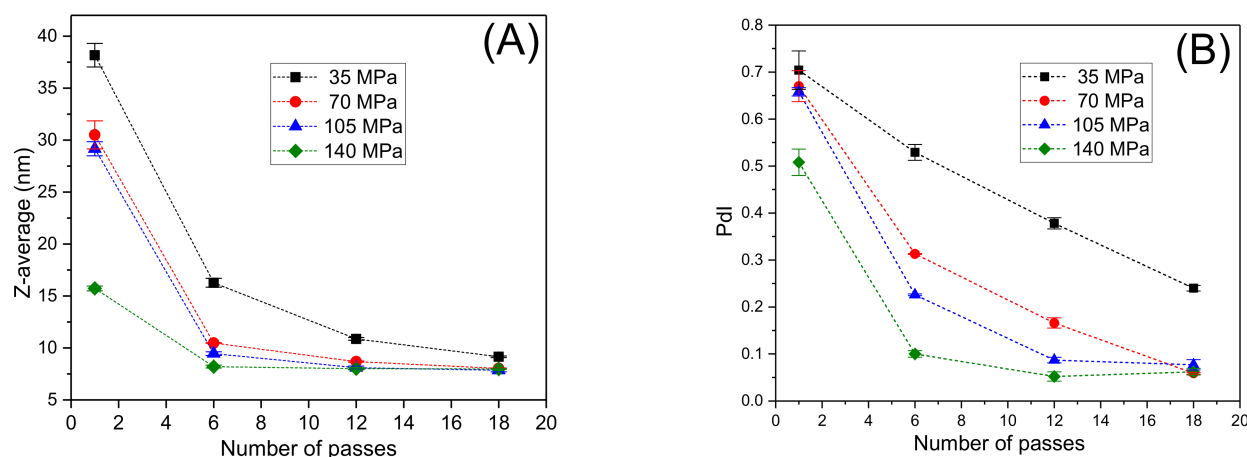 (A)
40
35
30
25
20
15
10
5
Z-average (nm)
35 MPa
70 MPa
105 MPa
140 MPa
0 2 4 6 8 10 12 14 16 18 20
Number of passes
(B)
0.8
0.7
0.6
0.5
0.4
0.3
0.2
0.1
0.0
PdI
35 MPa
70 MPa
105 MPa
140 MPa
0 2 4 6 8 10 12 14 16 18 20
Number of passes